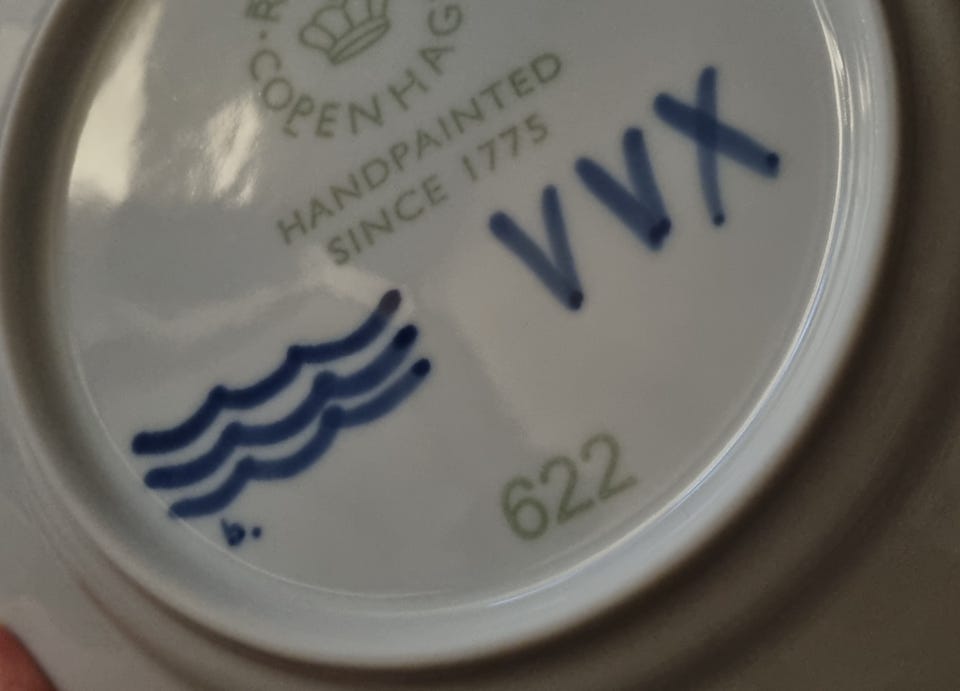 COPENHAG
HANDPAINTED
SINCE 1775
VVX
622
b.